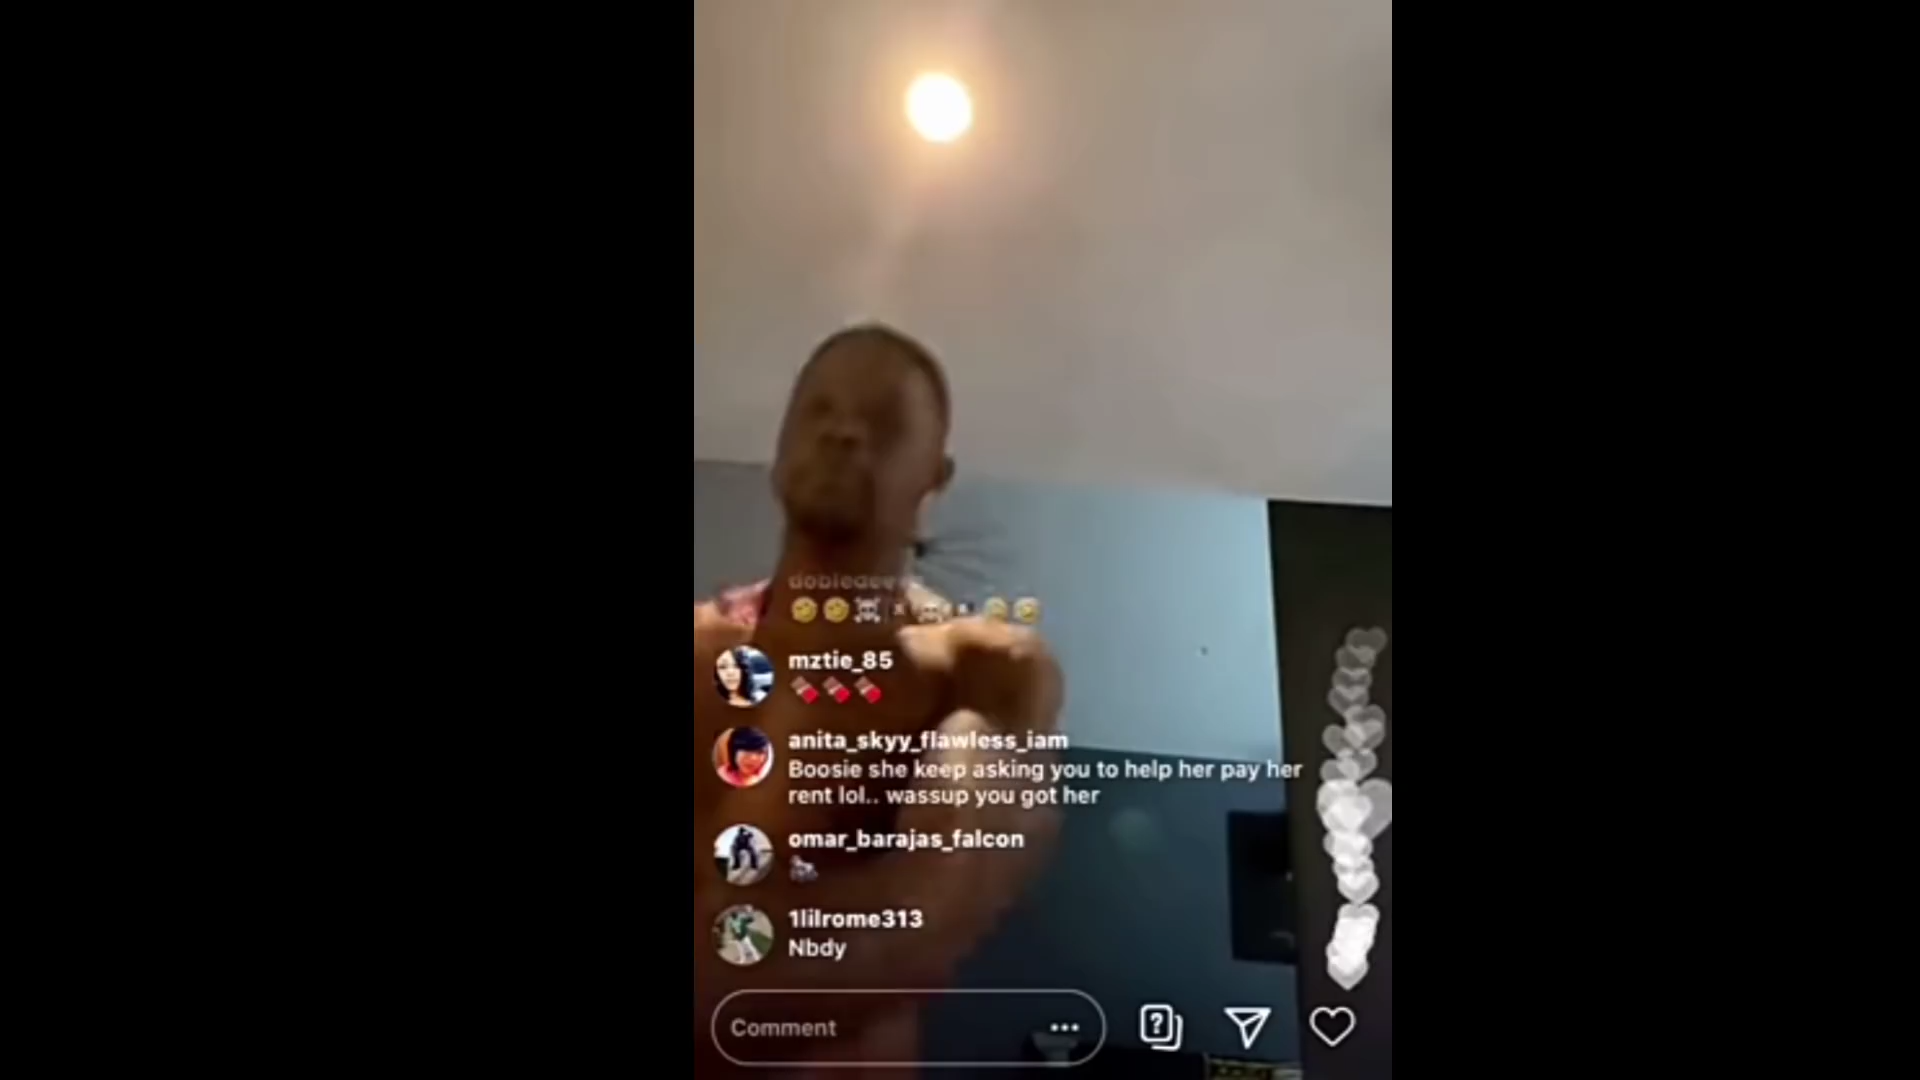 mztie_85
anita_skyy_flawless_iam
Boosie she keep asking you to help her pay her
rent lol.. wassup you got her
omar_barajas_falcon
1lilrome313
Nbdy
Comment